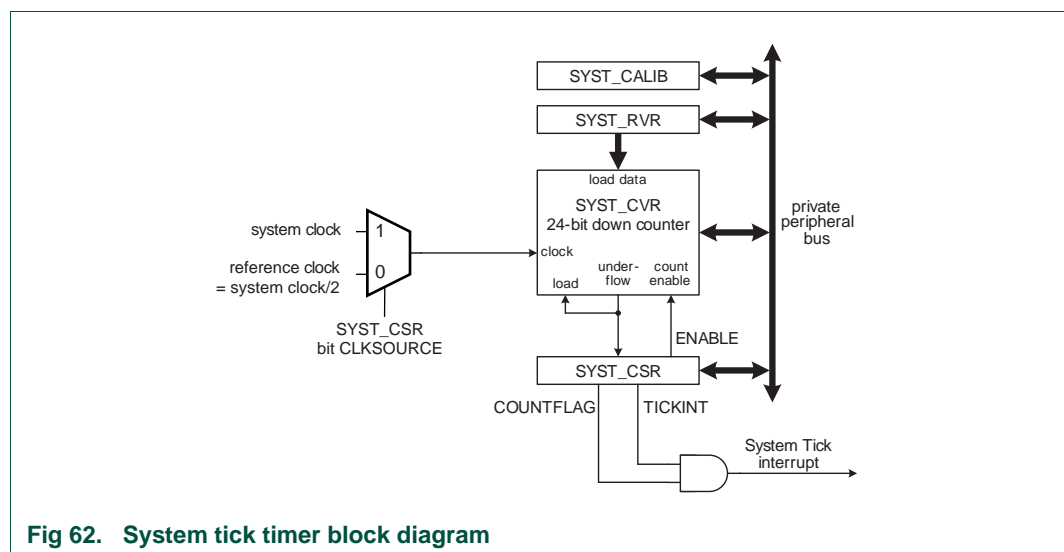 SYST_CALIB
SYST_RVR
load data
SYST_CVR
24-bit down counter
private
peripheral
bus
system clock
1
clock
reference clock
= system clock/2
0
under-
flow
count
enable
load
SYST_CSR
bit CLKSOURCE
ENABLE
SYST_CSR
COUNTFLAG
TICKINT
System Tick
interrupt
Fig 62. System tick timer block diagram